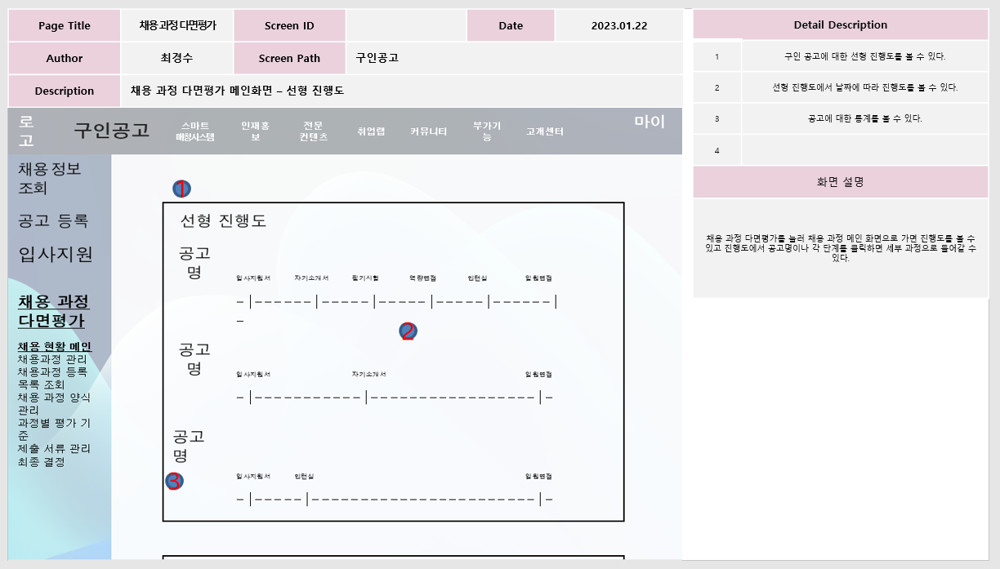 Page Title
채용 과정 다면평가
Screen ID
Date
2023.01.22
Author
최경수
Screen Path
구인공고
Description
채용 과정 다면평가 메인화면 – 선형 진행도
로
고
구인공고
스마트
매칭시스템
인재 홍
보
전문
컨텐츠
취업랩
커뮤니티
부가기
능
고객센터
마이
채용 정보
조회
공고 등록
입사지원
채용 과정
다면평가
채용 현황 메인
채용과정 관리
채용과정 등록
목록 조회
채용 과정 양식
관리
과정별 평가 기
준
제출 서류 관리
최종 결정
1
선형 진행도
공고
명
입사지원서 자기소개서 필기시험 역량면접 인턴십 임원면접
2
공고
명
입사지원서 자기소개서 임원면접
공고
명
3
입사지원서 인턴십 임원면접
Detail Description
1 구인 공고에 대한 선형 진행도를 볼 수 있다.
2 선형 진행도에서 날짜에 따라 진행도를 볼 수 있다.
3 공고에 대한 통계를 볼 수 있다.
4
화면 설명
채용 과정 다면평가를 눌러 채용 과정 메인 화면으로 가면 진행도를 볼 수
있고 진행도에서 공고명이나 각 단계를 클릭하면 세부 과정으로 들어갈 수
있다.